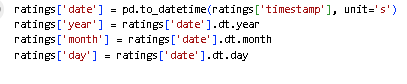 ratings['date'] = pd.to_datetime(ratings['timestamp'], unit='s')
ratings['year'] = ratings['date'].dt.year
ratings['month'] = ratings['date'].dt.month
ratings['day'] = ratings['date'].dt.day